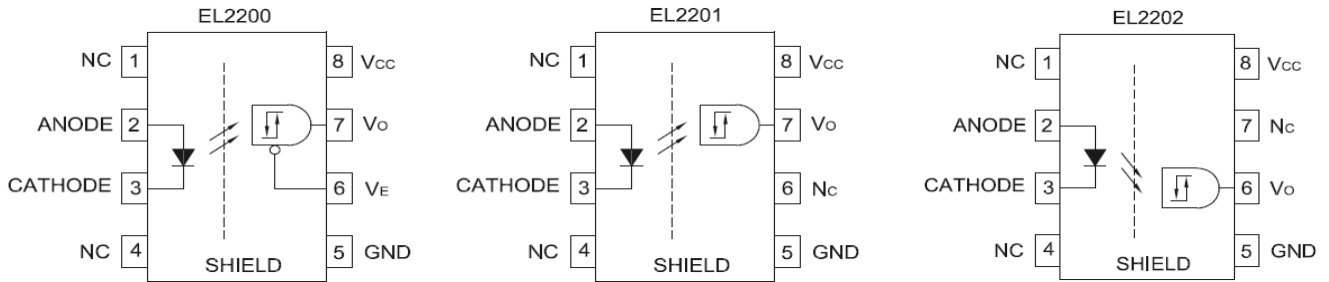 EL2200
NC 1 8 VCC
ANODE 2 7 VO
CATHODE 3 6 VE
NC 4 5 GND
SHIELD
EL2201
NC 1 8 VCC
ANODE 2 7 VO
CATHODE 3 6 NC
NC 4 5 GND
SHIELD
EL2202
NC 1 8 VCC
ANODE 2 7 NC
CATHODE 3 6 VO
NC 4 5 GND
SHIELD